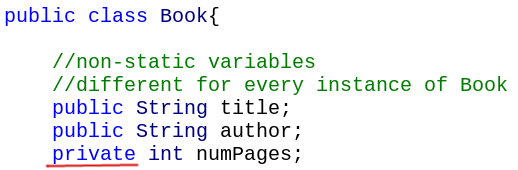 public class Book{
//non-static variables
//different for every instance of Book
public String title;
public String author;
private int numPages;